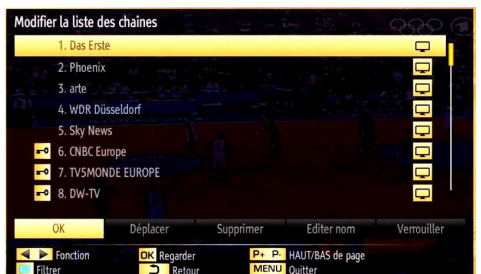 Modifier la liste des chaînes
1. Das Erste
2. Phoenix
3. arte
4. WDR Düsseldorf
5. Sky News
6. CNBC Europe
7. TV5MONDE EUROPE
8. DW-TV
OK Déplacer Supprimer Editer nom Verrouiller
Fonction OK Regarder P+ P- HAUT/BAS de page
Filtrer Retour MENU Quitter